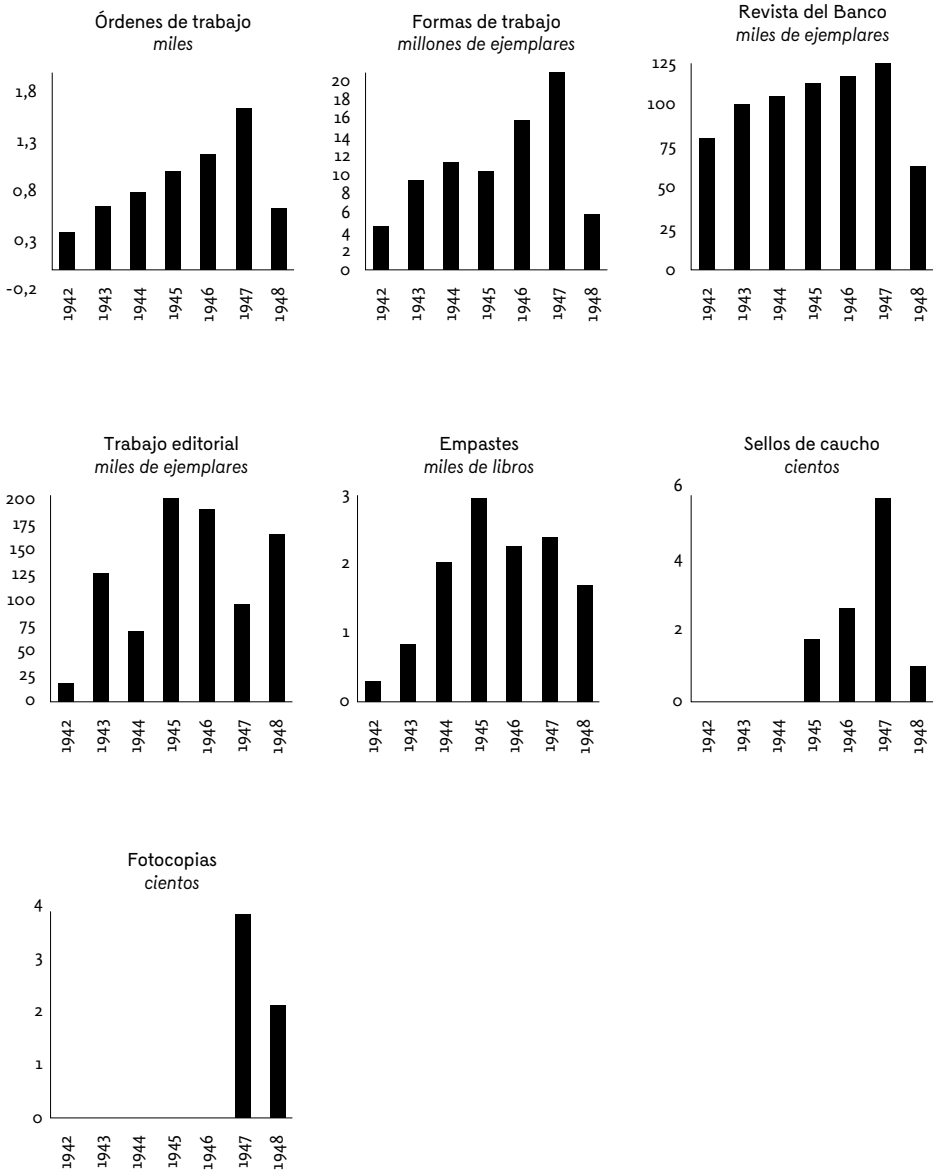 Órdenes de trabajo
miles
1,8
1,3
0,8
0,3
-0,2
1942 1943 1944 1945 1946 1947 1948
Formas de trabajo
millones de ejemplares
20
18
16
14
12
10
8
6
4
2
0
1942 1943 1944 1945 1946 1947 1948
Revista del Banco
miles de ejemplares
125
100
75
50
25
0
1942 1943 1944 1945 1946 1947 1948
Trabajo editorial
miles de ejemplares
200
175
150
125
100
75
50
25
0
1942 1943 1944 1945 1946 1947 1948
Empastes
miles de libros
3
2
1
0
1942 1943 1944 1945 1946 1947 1948
Sellos de caucho
cientos
6
4
2
0
1942 1943 1944 1945 1946 1947 1948
Fotocopias
cientos
4
3
2
1
0
1942 1943 1944 1945 1946 1947 1948